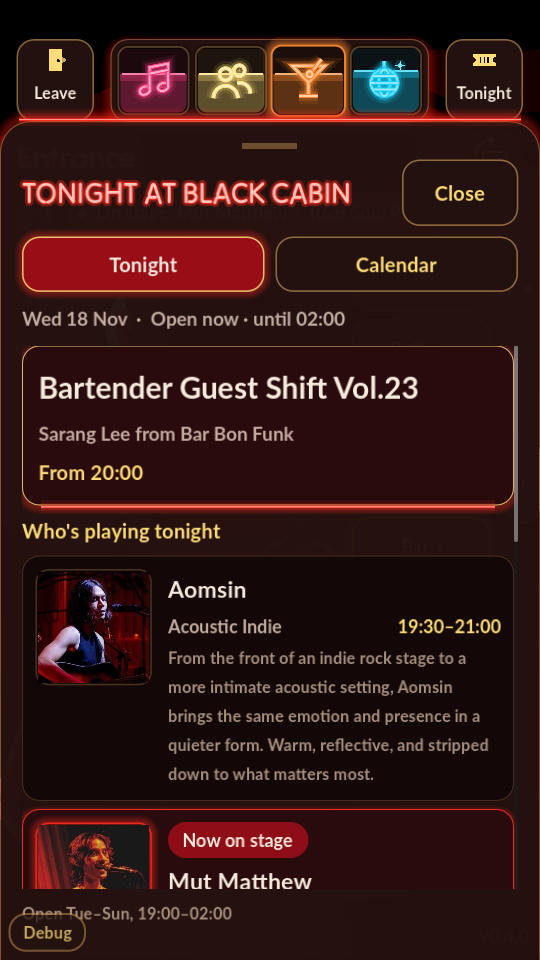 Leave
Tonight
Entrance
TONIGHT AT BLACK CABIN
Close
Tonight
Calendar
Wed 18 Nov · Open now · until 02:00
Bartender Guest Shift Vol.23
Sarang Lee from Bar Bon Funk
From 20:00
Who's playing tonight
Aomsin
Acoustic Indie
19:30–21:00
From the front of an indie rock stage to a
more intimate acoustic setting, Aomsin
brings the same emotion and presence in a
quieter form. Warm, reflective, and stripped
down to what matters most.
Now on stage
Mut Matthew
Open Tue–Sun, 19:00–02:00
Debug